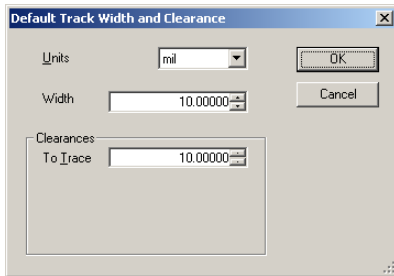 Default Track Width and Clearance
Units mil OK
Width 10.00000 Cancel
Clearances
To Trace 10.00000